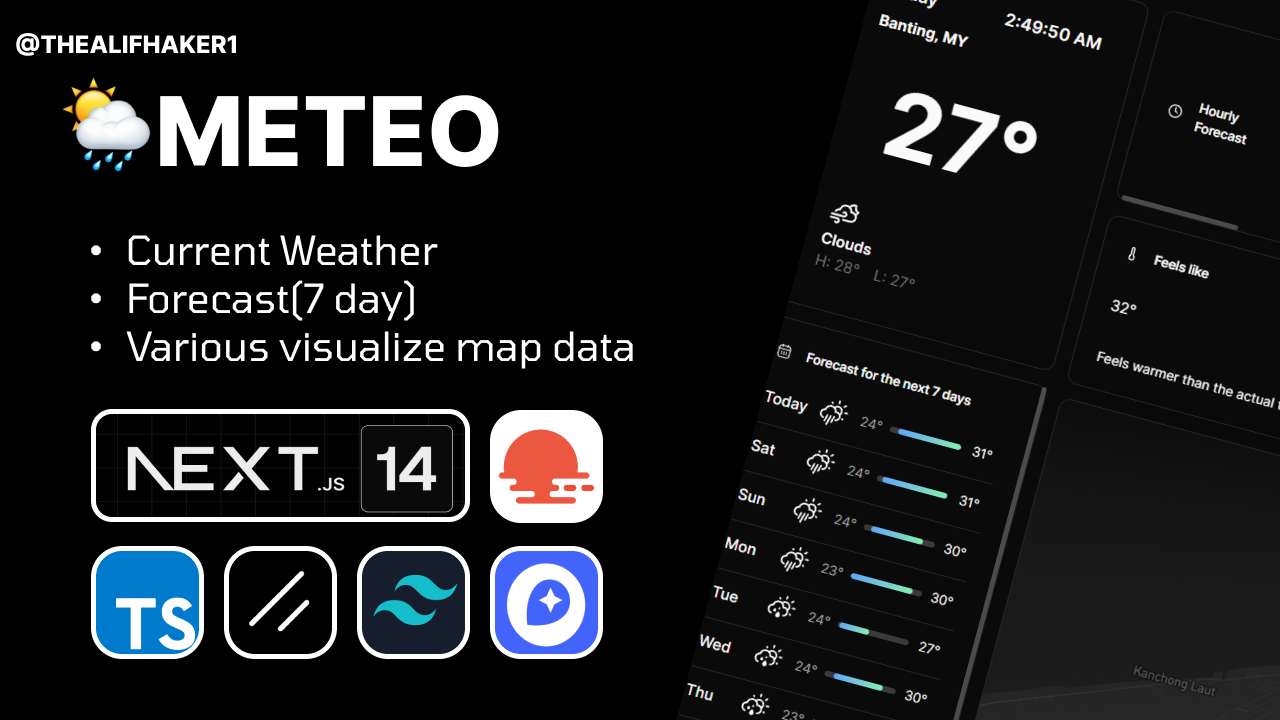 @THEALIFHAKER1
METEO
• Current Weather
• Forecast(7 day)
• Various visualize map data
NEXT.JS 14
TS
2:49:50 AM
Banting, MY
27°
Clouds
H: 28° L: 27°
Hourly
Forecast
Feels like
32°
Feels warmer than the actual
Forecast for the next 7 days
Today 24° 31°
Sat 24° 31°
Sun 24° 30°
Mon 23° 30°
Tue 24° 27°
Wed 24° 30°
Thu 23°
Kanchong Laut